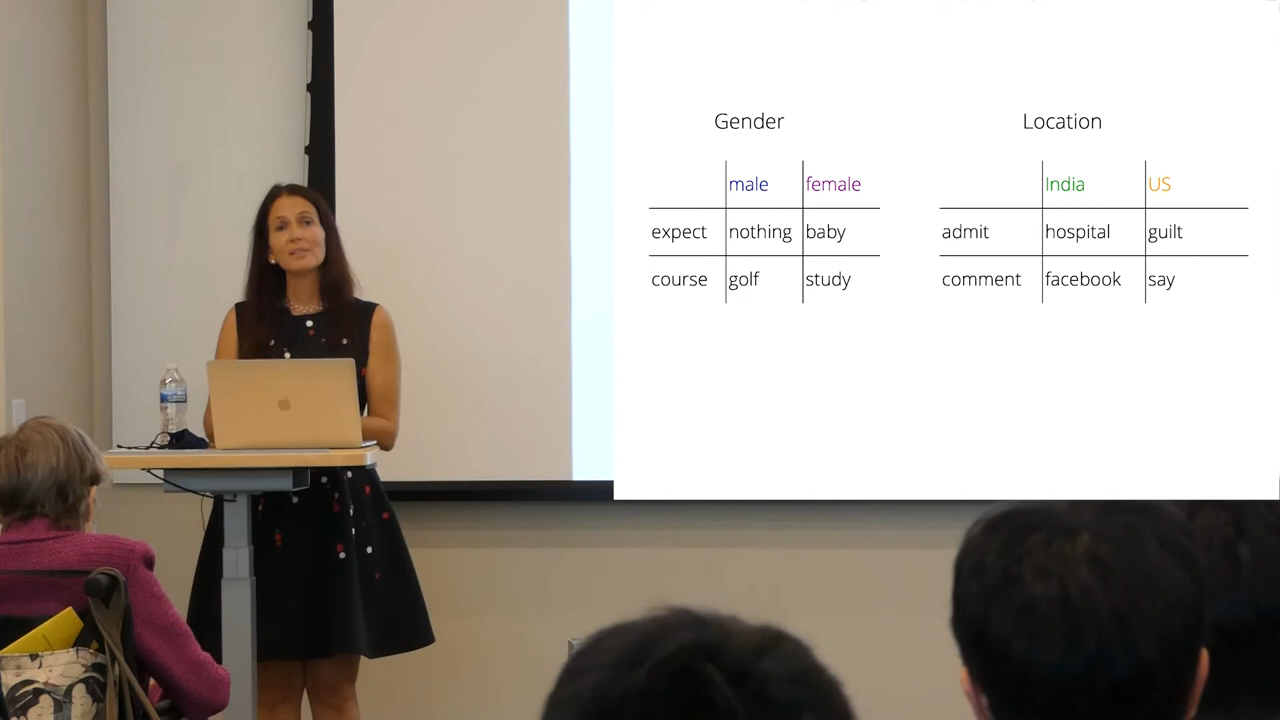 Gender
male female
expect nothing baby
course golf study
Location
India US
admit hospital guilt
comment facebook say